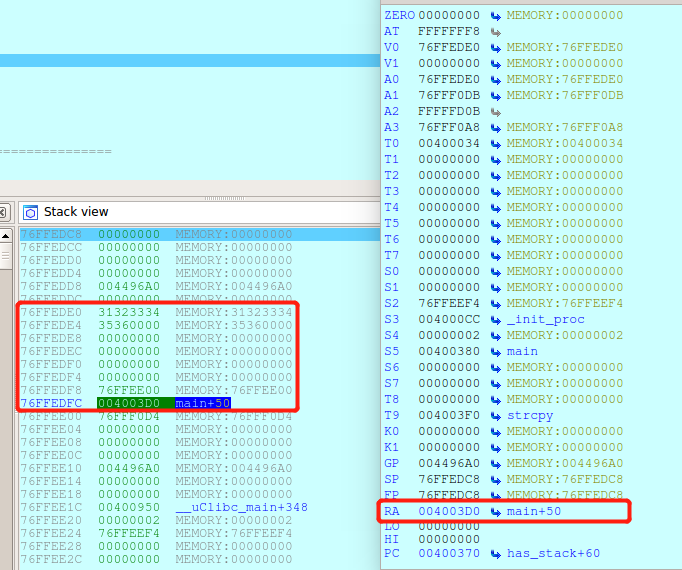 ===============
Stack view
76FFEDC8 00000000 MEMORY:00000000
76FFEDCC 00000000 MEMORY:00000000
76FFEDD0 00000000 MEMORY:00000000
76FFEDD4 00000000 MEMORY:00000000
76FFEDD8 004496A0 MEMORY:004496A0
76FFEDDC 00000000 MEMORY:00000000
76FFEDE0 31323334 MEMORY:31323334
76FFEDE4 35360000 MEMORY:35360000
76FFEDE8 00000000 MEMORY:00000000
76FFEDEC 00000000 MEMORY:00000000
76FFEDF0 00000000 MEMORY:00000000
76FFEDF4 00000000 MEMORY:00000000
76FFEDF8 76FFEE00 MEMORY:76FFEE00
76FFEDFC 004003D0 main+50
76FFEE00 76FFF0D4 MEMORY:76FFF0D4
76FFEE04 00000000 MEMORY:00000000
76FFEE08 00000000 MEMORY:00000000
76FFEE0C 00000000 MEMORY:00000000
76FFEE10 004496A0 MEMORY:004496A0
76FFEE14 00000000 MEMORY:00000000
76FFEE18 00000000 MEMORY:00000000
76FFEE1C 00400950 __uClibc_main+348
76FFEE20 00000002 MEMORY:00000002
76FFEE24 76FFEEF4 MEMORY:76FFEEF4
76FFEE28 00000000 MEMORY:00000000
76FFEE2C 00000000 MEMORY:00000000
ZERO 00000000 MEMORY:00000000
AT FFFFFFF8
V0 76FFEDE0 MEMORY:76FFEDE0
V1 00000000 MEMORY:00000000
A0 76FFEDE0 MEMORY:76FFEDE0
A1 76FFF0DB MEMORY:76FFF0DB
A2 FFFFFD0B
A3 76FFF0A8 MEMORY:76FFF0A8
T0 00400034 MEMORY:00400034
T1 00000000 MEMORY:00000000
T2 00000000 MEMORY:00000000
T3 00000000 MEMORY:00000000
T4 00000000 MEMORY:00000000
T5 00000000 MEMORY:00000000
T6 00000000 MEMORY:00000000
T7 00000000 MEMORY:00000000
S0 00000000 MEMORY:00000000
S1 00000000 MEMORY:00000000
S2 76FFEEF4 MEMORY:76FFEEF4
S3 004000CC _init_proc
S4 00000002 MEMORY:00000002
S5 00400380 main
S6 00000000 MEMORY:00000000
S7 00000000 MEMORY:00000000
T8 00000000 MEMORY:00000000
T9 004003F0 strcpy
K0 00000000 MEMORY:00000000
K1 00000000 MEMORY:00000000
GP 004496A0 MEMORY:004496A0
SP 76FFEDC8 MEMORY:76FFEDC8
FP 76FFEDC8 MEMORY:76FFEDC8
RA 004003D0 main+50
LO 00000000
HI 00000000
PC 00400370 has_stack+60